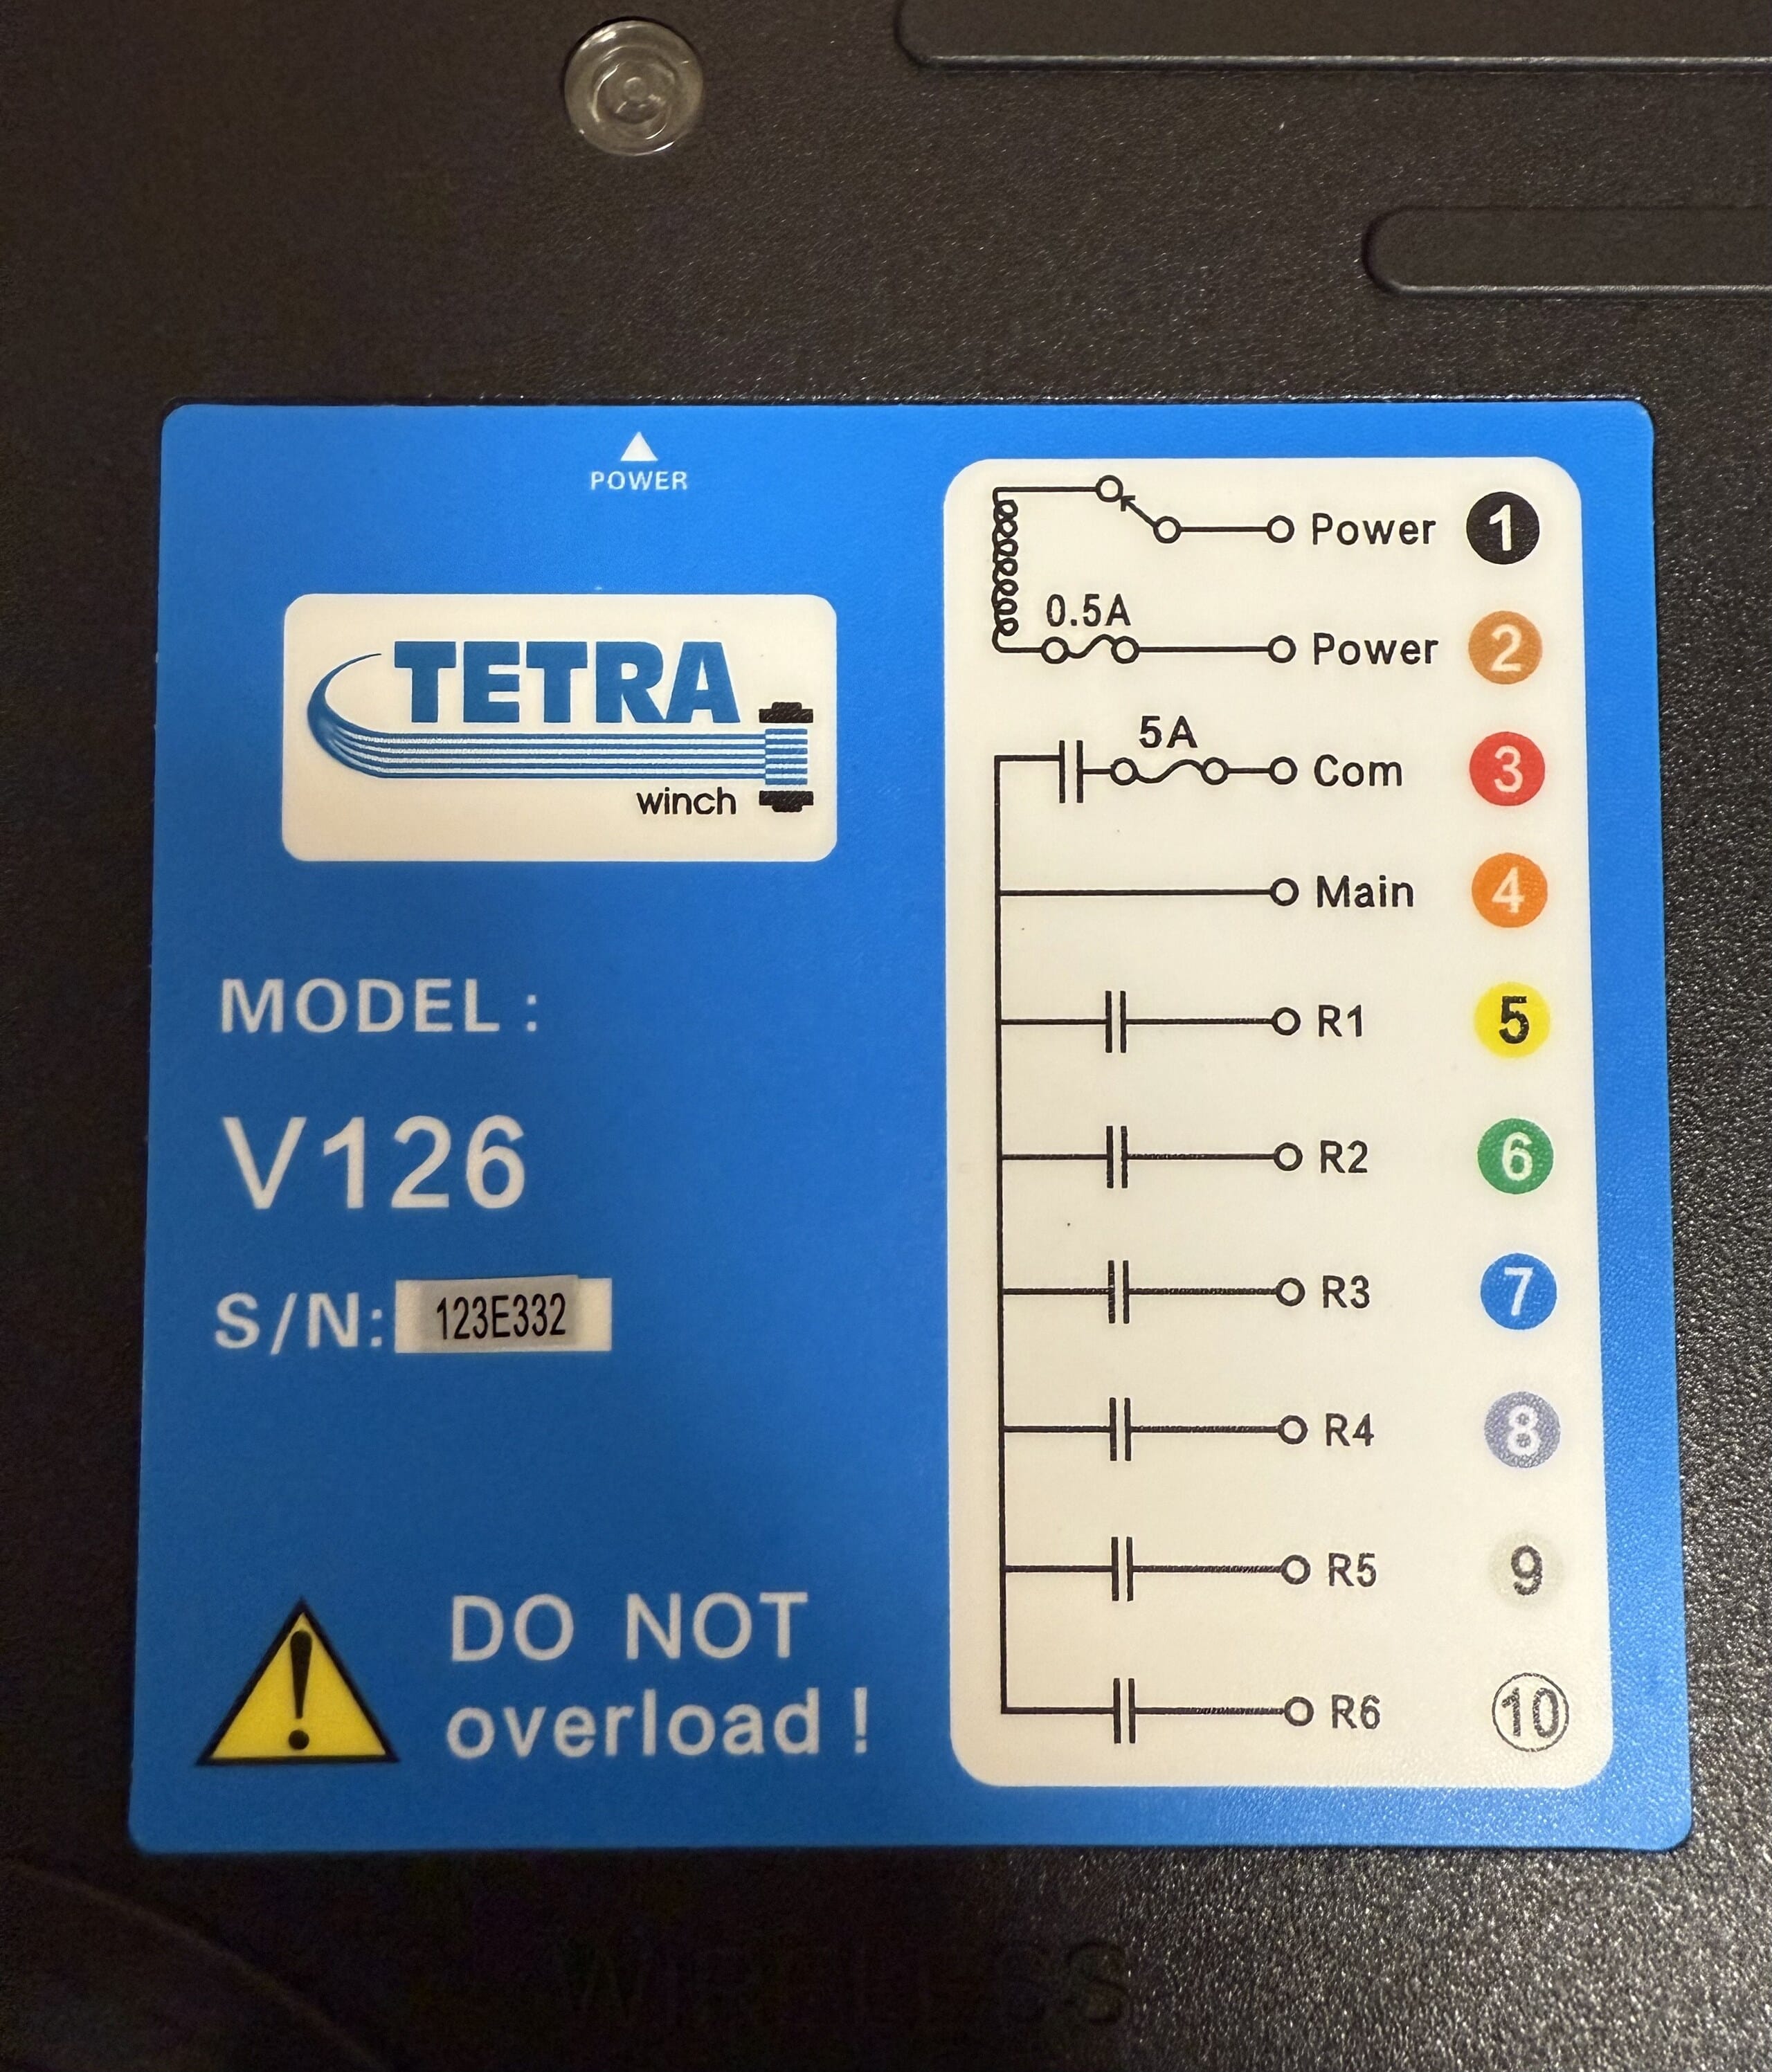 POWER
TETRA
winch
MODEL :
V126
S/N: 123E332
DO NOT
overload !
Power 1
0.5A
Power 2
5A
Com 3
Main 4
R1 5
R2 6
R3 7
R4 8
R5 9
R6 10
WIRELESS